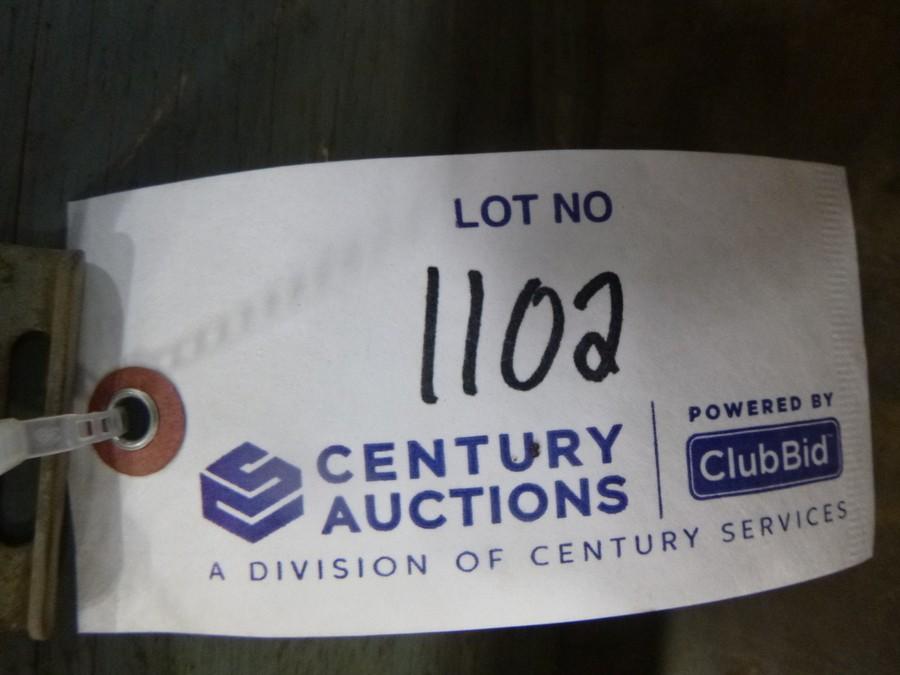 LOT NO
1102
CENTURY
AUCTIONS
POWERED BY
ClubBid
A DIVISION OF CENTURY SERVICES